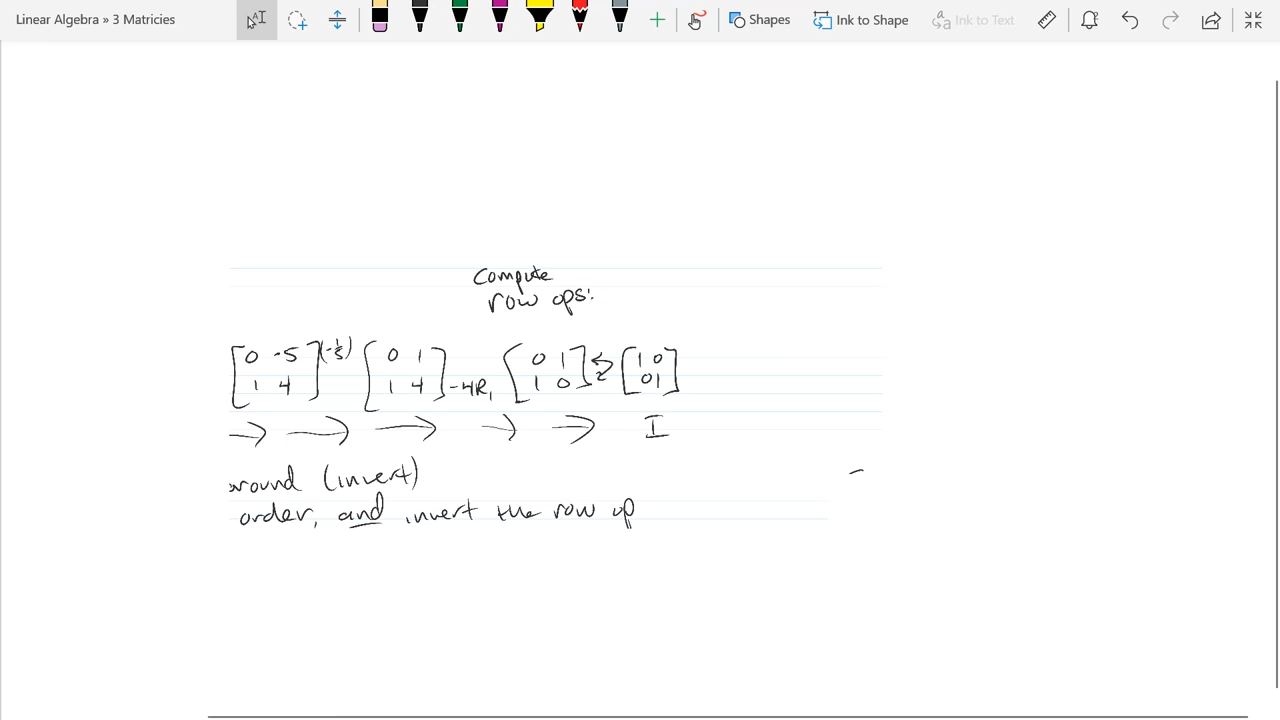 Linear Algebra » 3 Matricies
Shapes
Ink to Shape
Ink to Text
Compute
row ops:
[0 -5] (-1/5) [0 1] [0 1] [1 0]
[1 4] [1 4] -4R₁ [1 0] [0 1]
→ → → → → I
round (invert)
order, and invert the row op